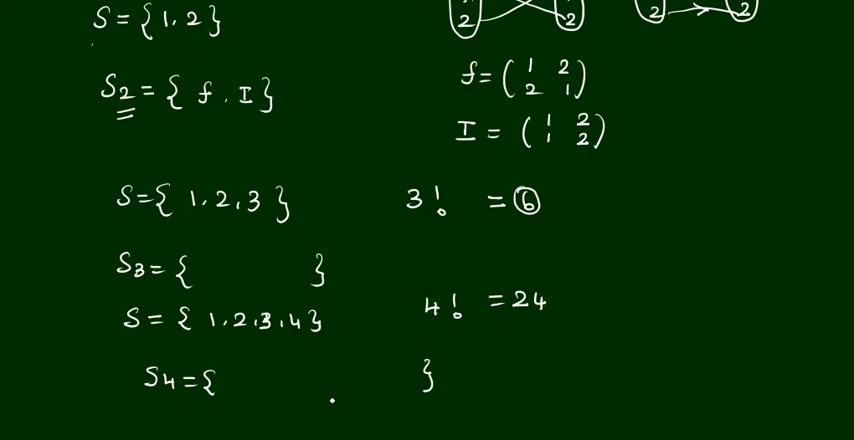 S = {1, 2}
2 2 2 2
S2 = { f, I }
f = ( 1 2
2 1 )
I = ( 1 2
1 2 )
S = { 1, 2, 3 } 3! = 6
S3 = { }
S = { 1, 2, 3, 4 } 4! = 24
S4 = { }